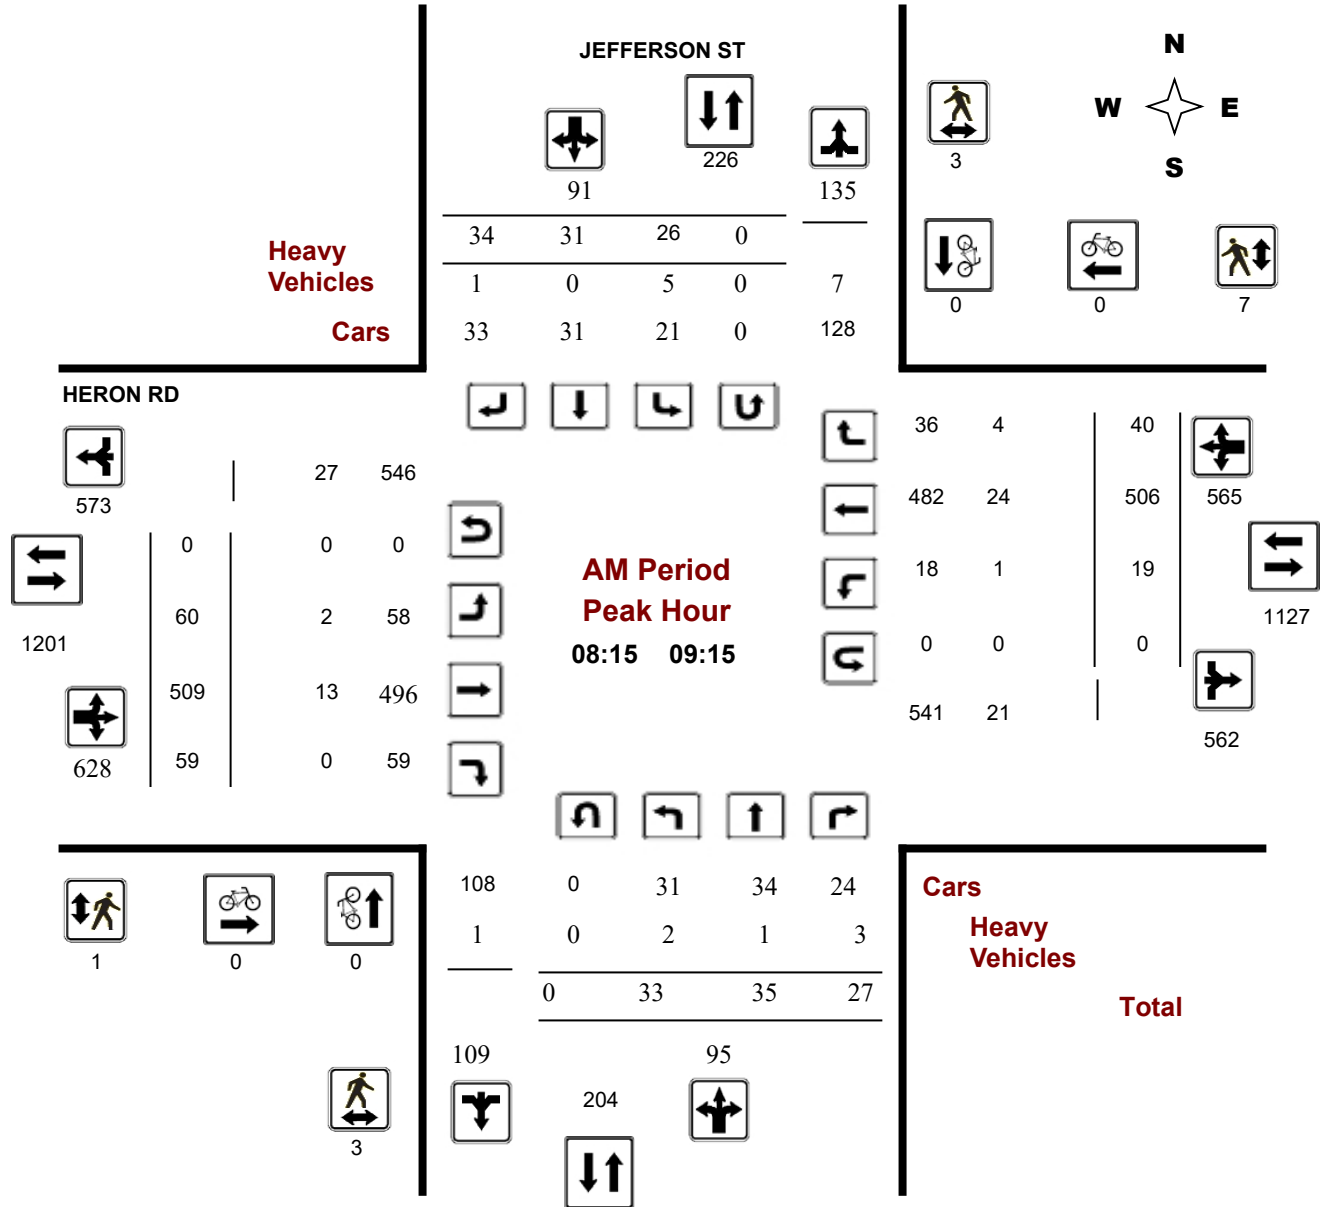 JEFFERSON ST
N
W E
S
226
3
91 135
34 31 26 0
Heavy
Vehicles
1 0 5 0 7
Cars
33 31 21 0 128
0 0 7
HERON RD
36 4 40
27 546
573
482 24 506 565
0 0 0
AM Period
Peak Hour
08:15 09:15
18 1 19
60 2 58
1201
1127
0 0 0
509 13 496
541 21
562
628 59 0 59
108 0 31 34 24
Cars
1 0 2 1 3
Heavy
Vehicles
1 0 0
0 33 35 27
Total
109 95
204
3